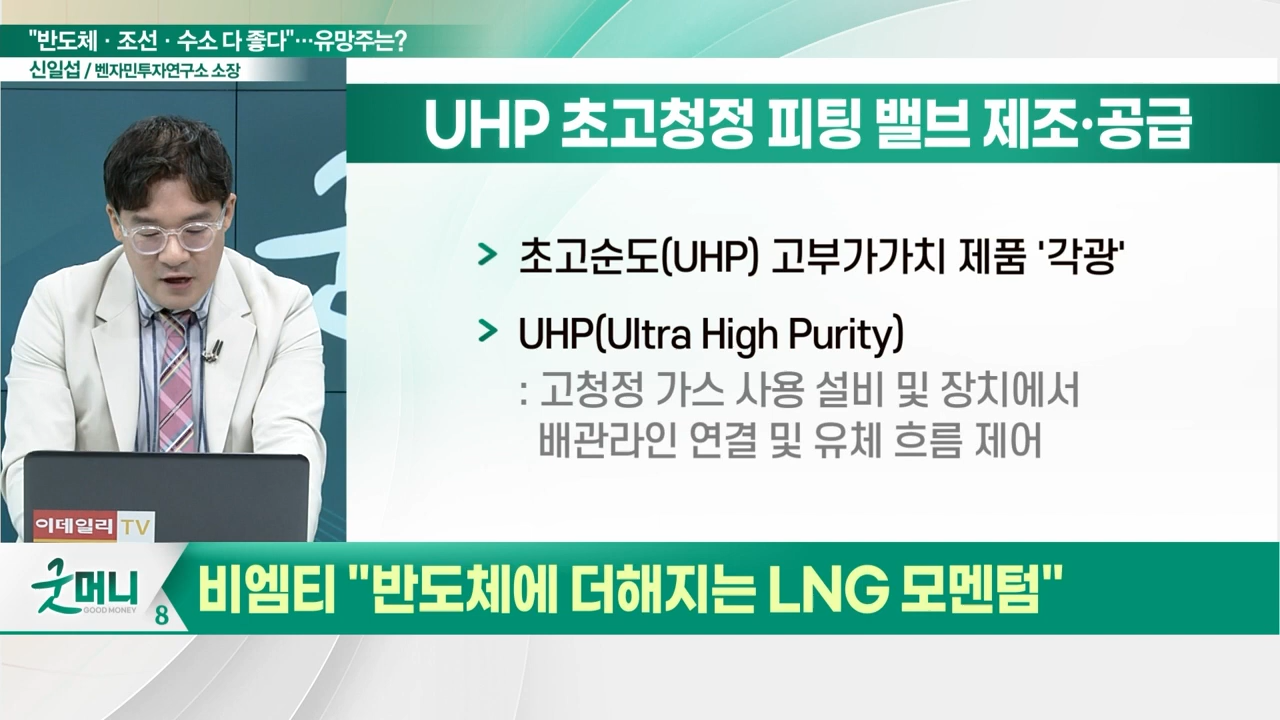 "반도체 · 조선 · 수소 다 좋다"…유망주는?
신일섭 / 벤자민투자연구소 소장
UHP 초고청정 피팅 밸브 제조·공급
> 초고순도(UHP) 고부가가치 제품 '각광'
> UHP(Ultra High Purity)
: 고청정 가스 사용 설비 및 장치에서
배관라인 연결 및 유체 흐름 제어
이데일리 TV
굿머니
GOOD MONEY
8
비엠티 "반도체에 더해지는 LNG 모멘텀"